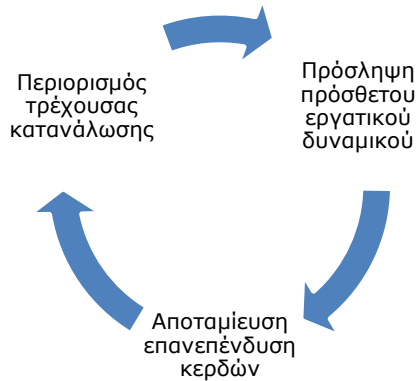 Περιορισμός
τρέχουσας
κατανάλωσης
Πρόσληψη
πρόσθετου
εργατικού
δυναμικού
Αποταμίευση
επανεπένδυση
κερδών